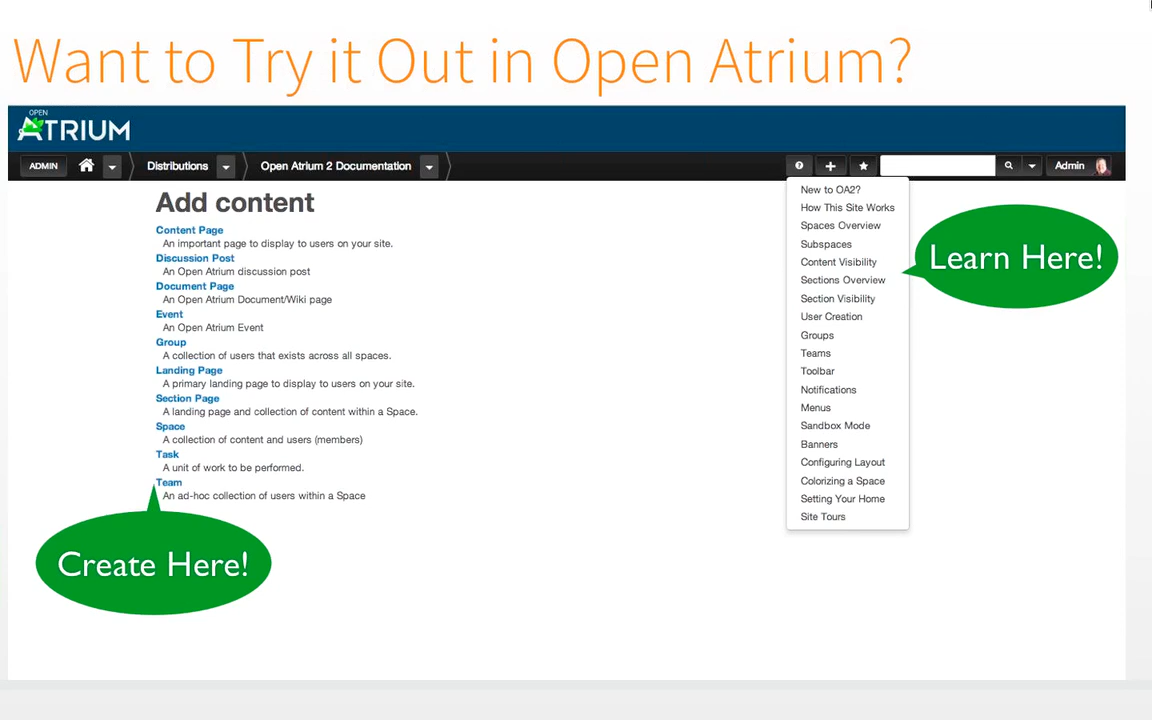 Want to Try it Out in Open Atrium?
OPEN
ATRIUM
ADMIN
Distributions
Open Atrium 2 Documentation
Admin
Add content
Content Page
An important page to display to users on your site.
Discussion Post
An Open Atrium discussion post
Document Page
An Open Atrium Document/Wiki page
Event
An Open Atrium Event
Group
A collection of users that exists across all spaces.
Landing Page
A primary landing page to display to users on your site.
Section Page
A landing page and collection of content within a Space.
Space
A collection of content and users (members)
Task
A unit of work to be performed.
Team
An ad-hoc collection of users within a Space
Create Here!
New to OA2?
How This Site Works
Spaces Overview
Subspaces
Content Visibility
Sections Overview
Section Visibility
User Creation
Groups
Teams
Toolbar
Notifications
Menus
Sandbox Mode
Banners
Configuring Layout
Colorizing a Space
Setting Your Home
Site Tours
Learn Here!